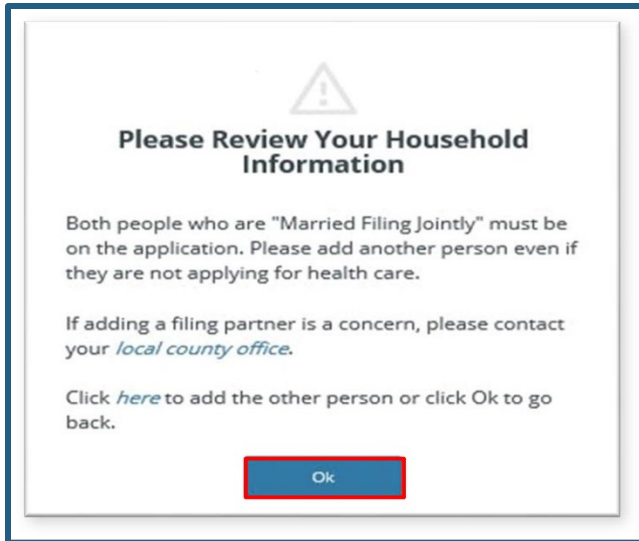 Please Review Your Household
Information
Both people who are "Married Filing Jointly" must be
on the application. Please add another person even if
they are not applying for health care.
If adding a filing partner is a concern, please contact
your local county office.
Click here to add the other person or click Ok to go
back.
Ok